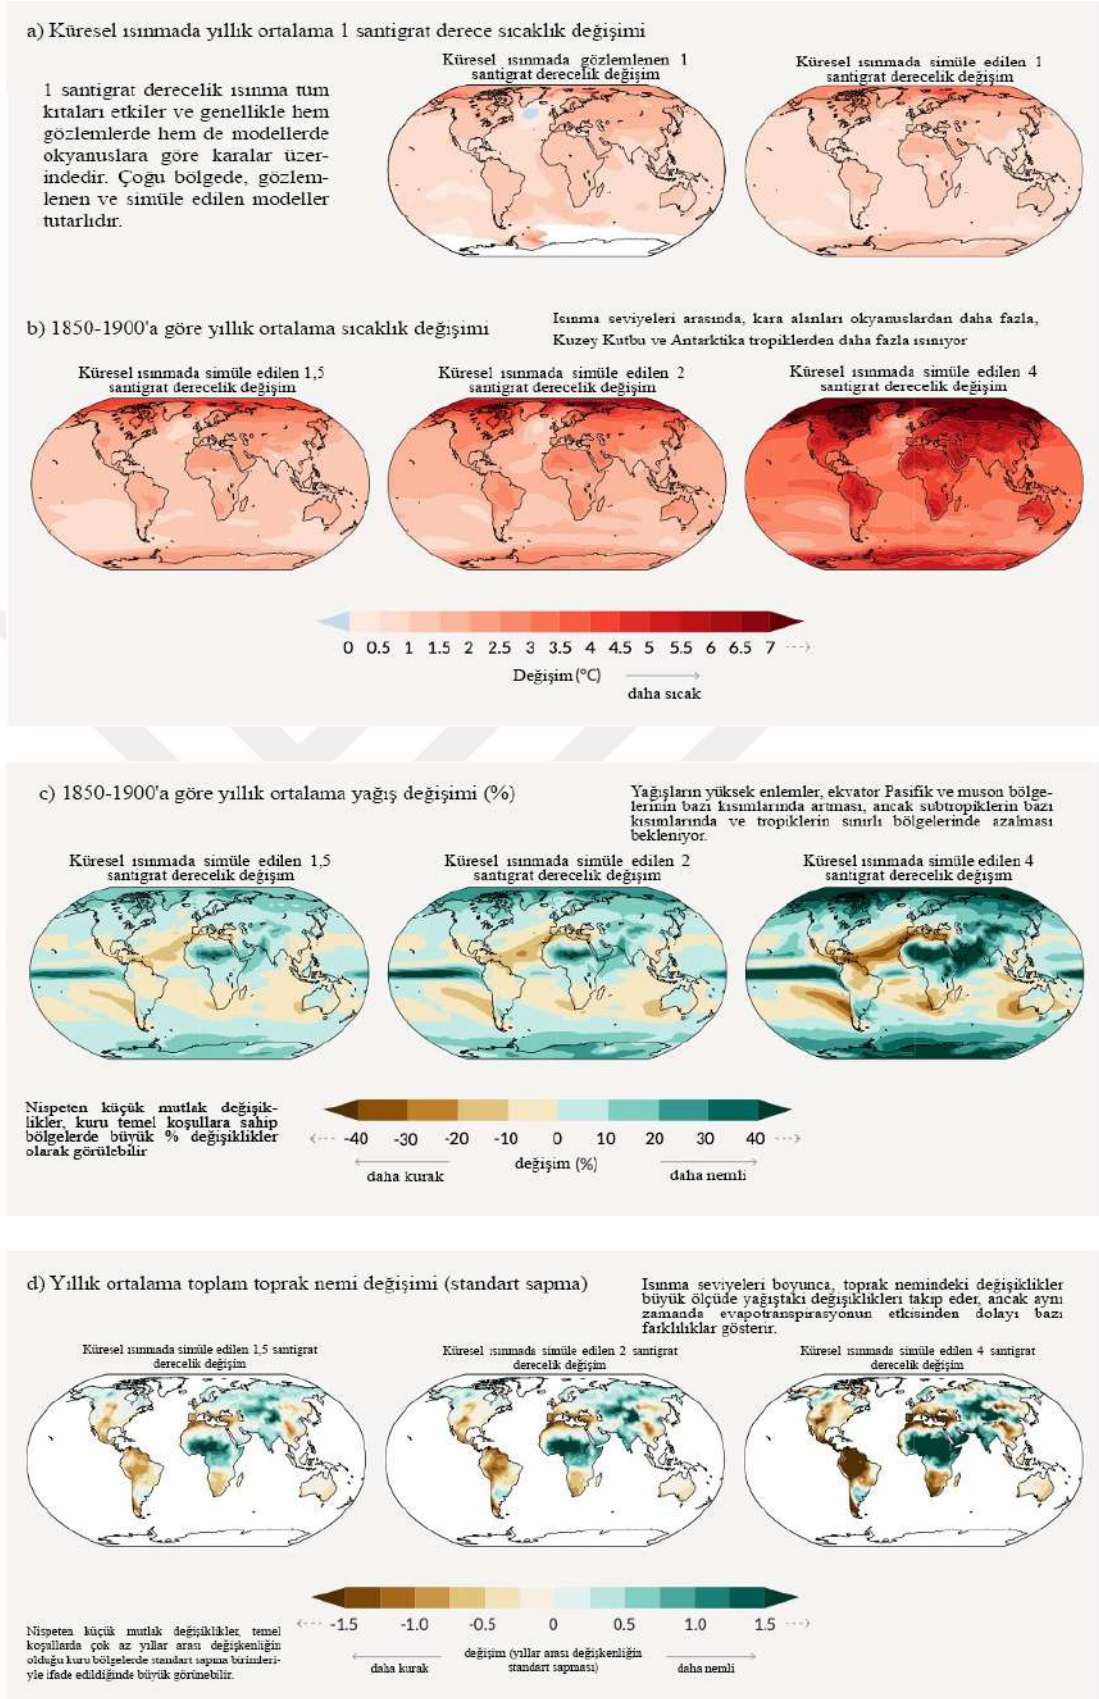 a) Küresel ısınmada yıllık ortalama 1 santigrat derece sıcaklık değişimi
1 santigrat derecelik ısınma tüm
kıtaları etkiler ve genellikle hem
gözlemlerde hem de modellerde
okyanuslara göre karalar üzer-
indedir. Çoğu bölgede, gözlem-
lenen ve simüle edilen modeller
tutarlıdır.
Küresel ısınmada gözlemlenen 1
santigrat derecelik değişim
Küresel ısınmada simüle edilen 1
santigrat derecelik değişim
b) 1850-1900'a göre yıllık ortalama sıcaklık değişimi
Isınma seviyeleri arasında, kara alanları okyanuslardan daha fazla,
Kuzey Kutbu ve Antarktika tropiklerden daha fazla ısınıyor
Küresel ısınmada simüle edilen 1,5
santigrat derecelik değişim
Küresel ısınmada simüle edilen 2
santigrat derecelik değişim
Küresel ısınmada simüle edilen 4
santigrat derecelik değişim
0 0.5 1 1.5 2 2.5 3 3.5 4 4.5 5 5.5 6 6.5 7
Değişim (°C)
daha sıcak
c) 1850-1900'a göre yıllık ortalama yağış değişimi (%)
Yağışların yüksek enlemler, ekvator Pasifik ve muson bölge-
lerinin bazı kısımlarında artması, ancak subtropiklerin bazı
kısımlarında ve tropiklerin sınırlı bölgelerinde azalması
bekleniyor.
Küresel ısınmada simüle edilen 1,5
santigrat derecelik değişim
Küresel ısınmada simüle edilen 2
santigrat derecelik değişim
Küresel ısınmada simüle edilen 4
santigrat derecelik değişim
Nispeten küçük mutlak değişik-
likler, kuru temel koşullara sahip
bölgelerde büyük % değişiklikler
olarak görülebilir
-40 -30 -20 -10 0 10 20 30 40
değişim (%)
daha kurak
daha nemli
d) Yıllık ortalama toplam toprak nemi değişimi (standart sapma)
Isınma seviyeleri boyunca, toprak nemindeki değişiklikler
büyük ölçüde yağıştaki değişiklikleri takip eder, ancak aynı
zamanda evapotranspirasyonun etkisinden dolayı bazı
farklılıklar gösterir.
Küresel ısınmada simüle edilen 1,5 santigrat
derecelik değişim
Küresel ısınmada simüle edilen 2 santigrat
derecelik değişim
Küresel ısınmada simüle edilen 4 santigrat
derecelik değişim
-1.5 -1.0 -0.5 0 0.5 1.0 1.5
Nispeten küçük mutlak değişiklikler, temel
koşullarda çok az yıllar arası değişkenliğin
olduğu kuru bölgelerde standart sapma birimleri-
yle ifade edildiğinde büyük görünebilir.
daha kurak
değişim (yıllar arası değişkenliğin
standart sapması)
daha nemli